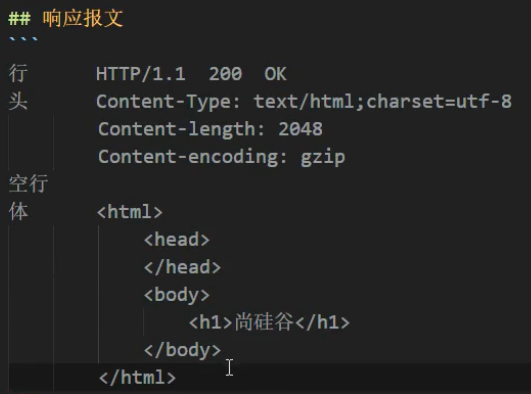 ## 响应报文
```
行 HTTP/1.1 200 OK
头 Content-Type: text/html;charset=utf-8
Content-length: 2048
Content-encoding: gzip
空行
体 <html>
<head>
</head>
<body>
<h1>尚硅谷</h1>
</body>
</html>